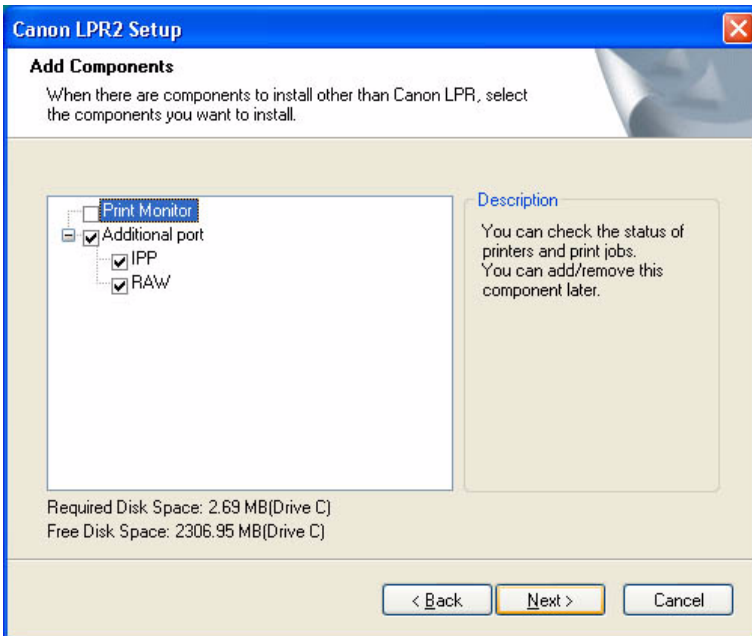 Canon LPR2 Setup
Add Components
When there are components to install other than Canon LPR, select
the components you want to install.
Print Monitor
Additional port
IPP
RAW
Description
You can check the status of
printers and print jobs.
You can add/remove this
component later.
Required Disk Space: 2.69 MB(Drive C)
Free Disk Space: 2306.95 MB(Drive C)
< Back
Next >
Cancel